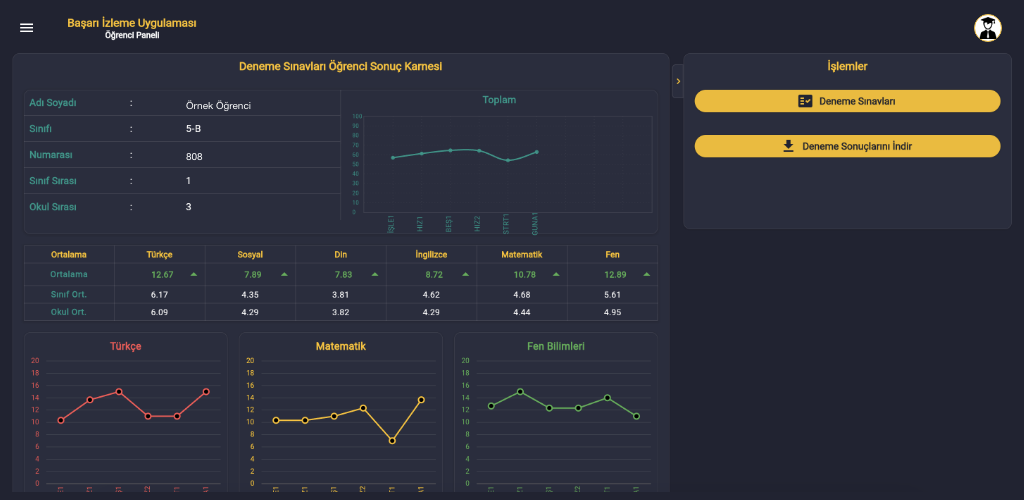 Başarı İzleme Uygulaması
Öğrenci Paneli
Deneme Sınavları Öğrenci Sonuç Karnesi
Adı Soyadı : Örnek Öğrenci
Sınıfı : 5-B
Numarası : 808
Sınıf Sırası : 1
Okul Sırası : 3
Toplam
100
90
80
70
60
50
40
30
20
10
0
İŞLE1 HIZ1 BEŞ1 HIZ2 STRT1 GUNA1
Ortalama Türkçe Sosyal Din İngilizce Matematik Fen
Ortalama 12.67 7.89 7.83 8.72 10.78 12.89
Sınıf Ort. 6.17 4.35 3.81 4.62 4.68 5.61
Okul Ort. 6.09 4.29 3.82 4.29 4.44 4.95
Türkçe
20
18
16
14
12
10
8
6
4
2
0
Matematik
20
18
16
14
12
10
8
6
4
2
0
Fen Bilimleri
20
18
16
14
12
10
8
6
4
2
0
İşlemler
Deneme Sınavları
Deneme Sonuçlarını İndir